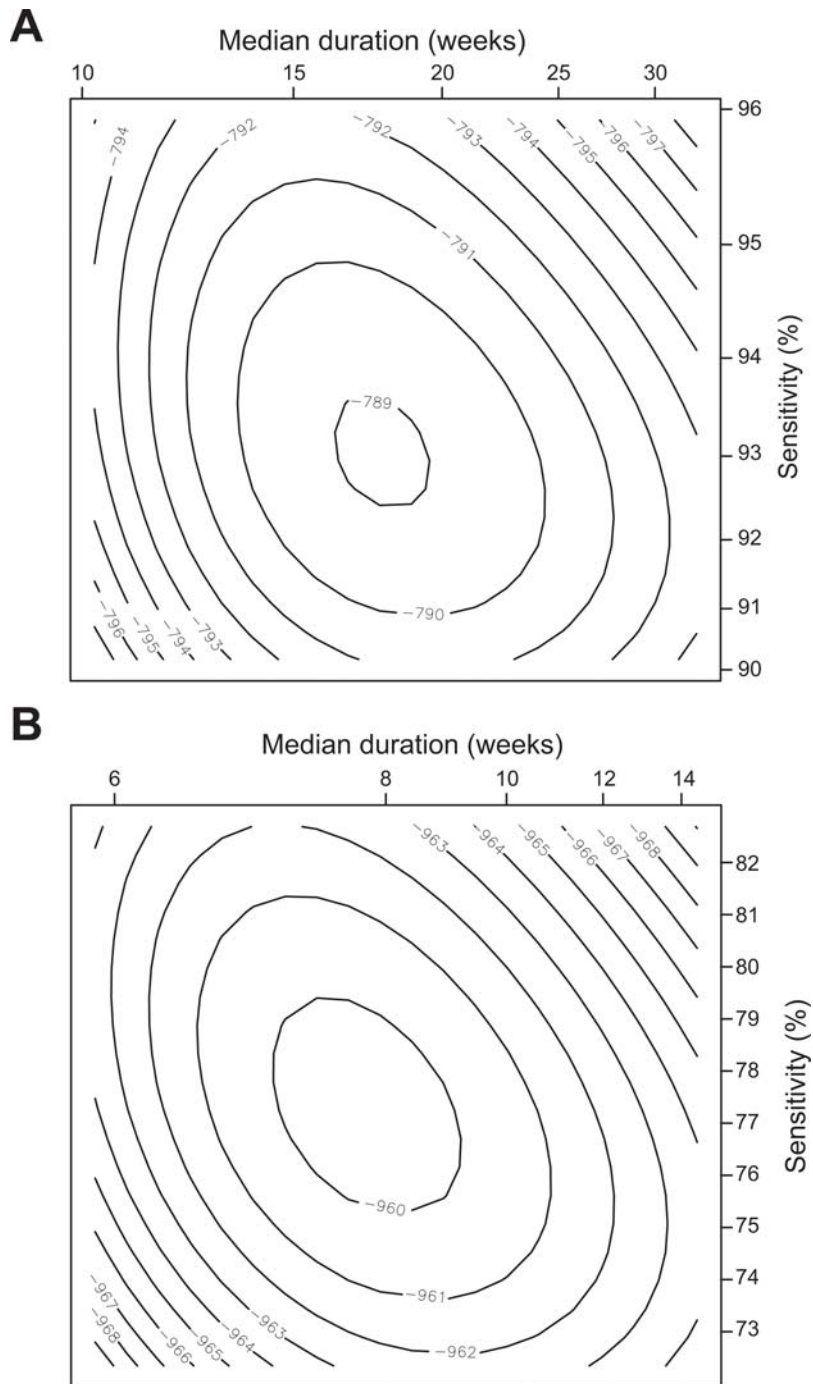 A
Median duration (weeks)
10 15 20 25 30
-794 -792 -792 -793 -794 -795 -796 -797
-791
-789
-790
-796 -795 -794 -793
96
95
94
93
92
91
90
Sensitivity (%)
B
Median duration (weeks)
6 8 10 12 14
-963 -964 -965 -966 -967 -968
-960
-961
-962
-967 -968 -966 -965 -964 -963
82
81
80
79
78
77
76
75
74
73
Sensitivity (%)